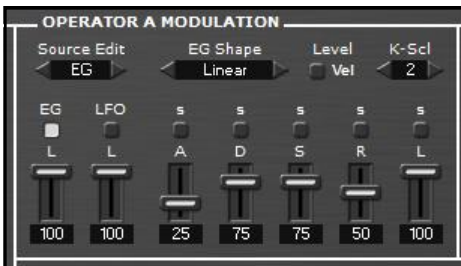 OPERATOR A MODULATION
Source Edit EG Shape Level K-Scl
EG Linear Vel 2
EG LFO s s s s s
L L A D S R L
100 100 25 75 75 50 100